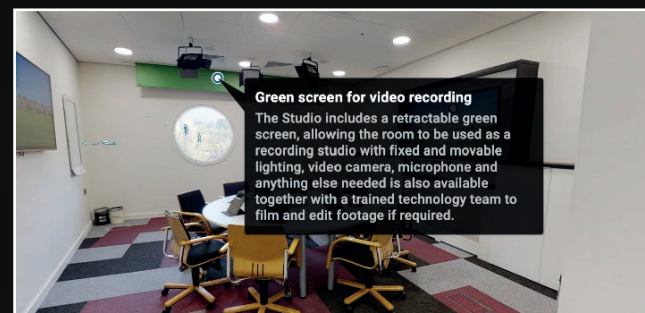 Green screen for video recording
The Studio includes a retractable green
screen, allowing the room to be used as a
recording studio with fixed and movable
lighting, video camera, microphone and
anything else needed is also available
together with a trained technology team to
film and edit footage if required.